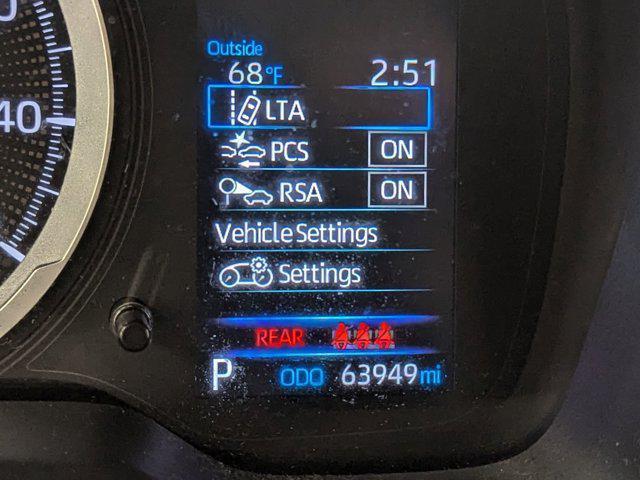 Outside
68°F 2:51
LTA
PCS ON
RSA ON
Vehicle Settings
Settings
REAR
P ODO 63949 mi
40